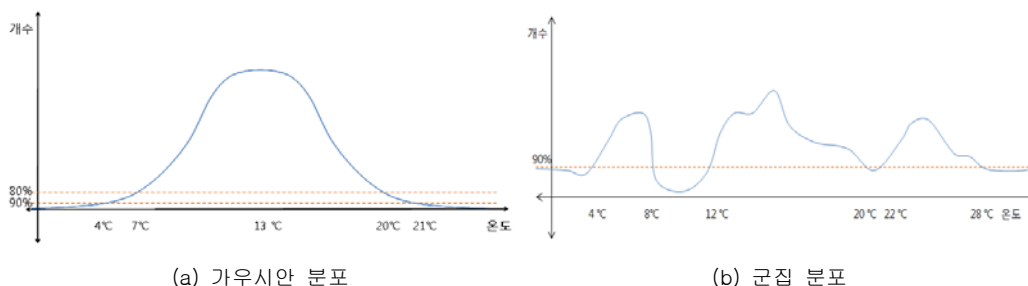 개수
80%
90%
4℃ 7℃ 13 ℃ 20℃ 21℃ 온도
(a) 가우시안 분포
개수
90%
4℃ 8℃ 12℃ 20℃ 22℃ 28℃ 온도
(b) 군집 분포